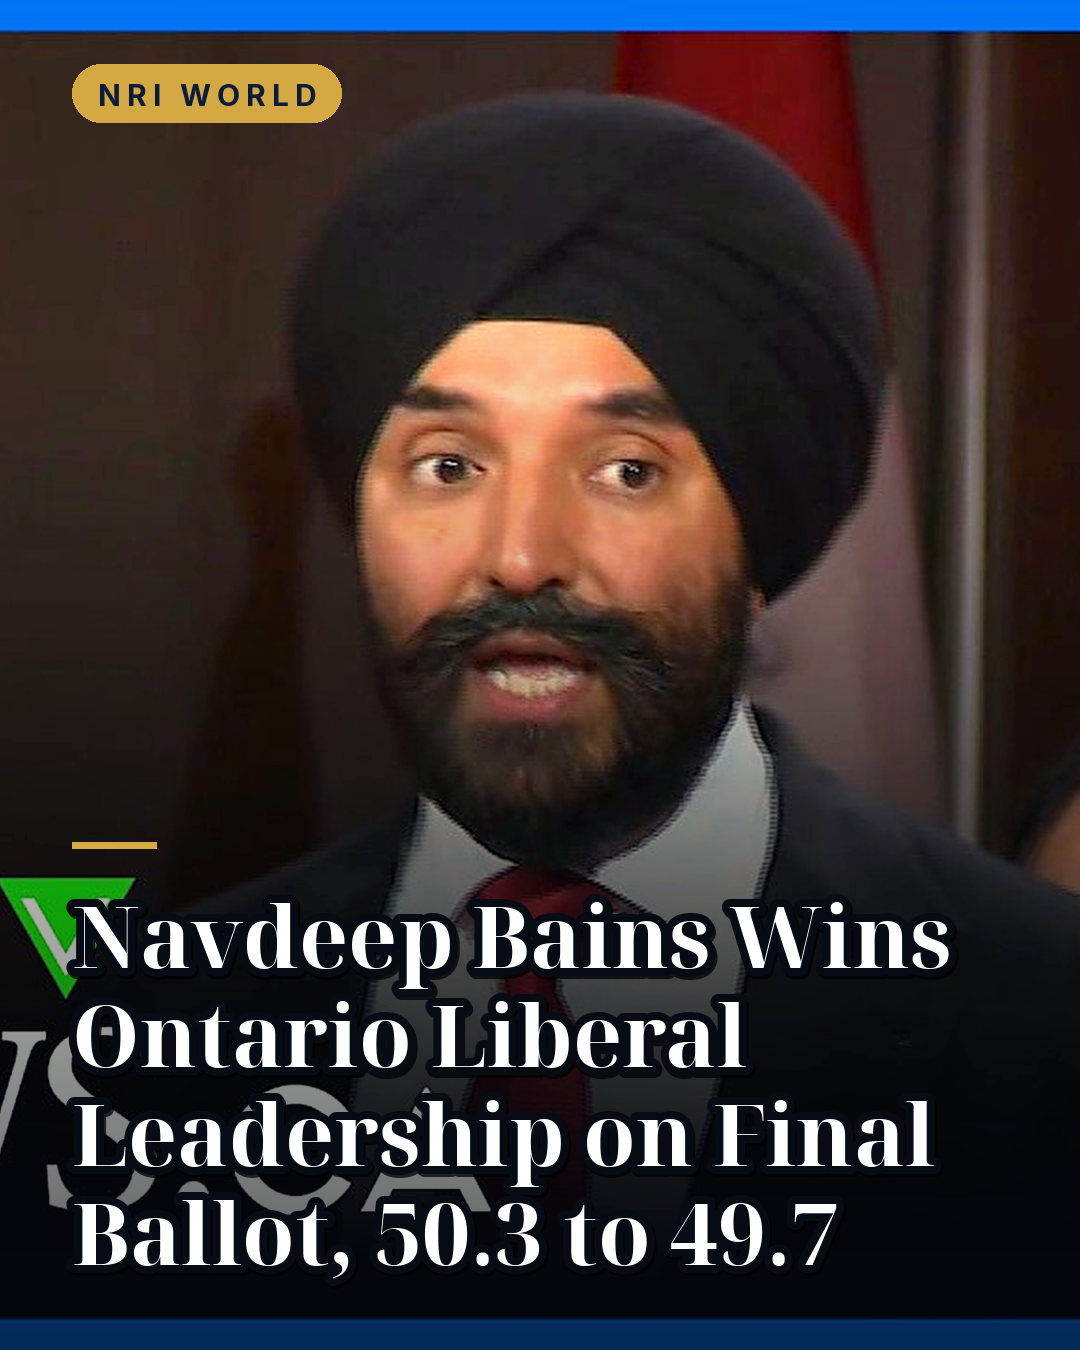 NRI WORLD
Navdeep Bains Wins
Ontario Liberal
Leadership on Final
Ballot, 50.3 to 49.7